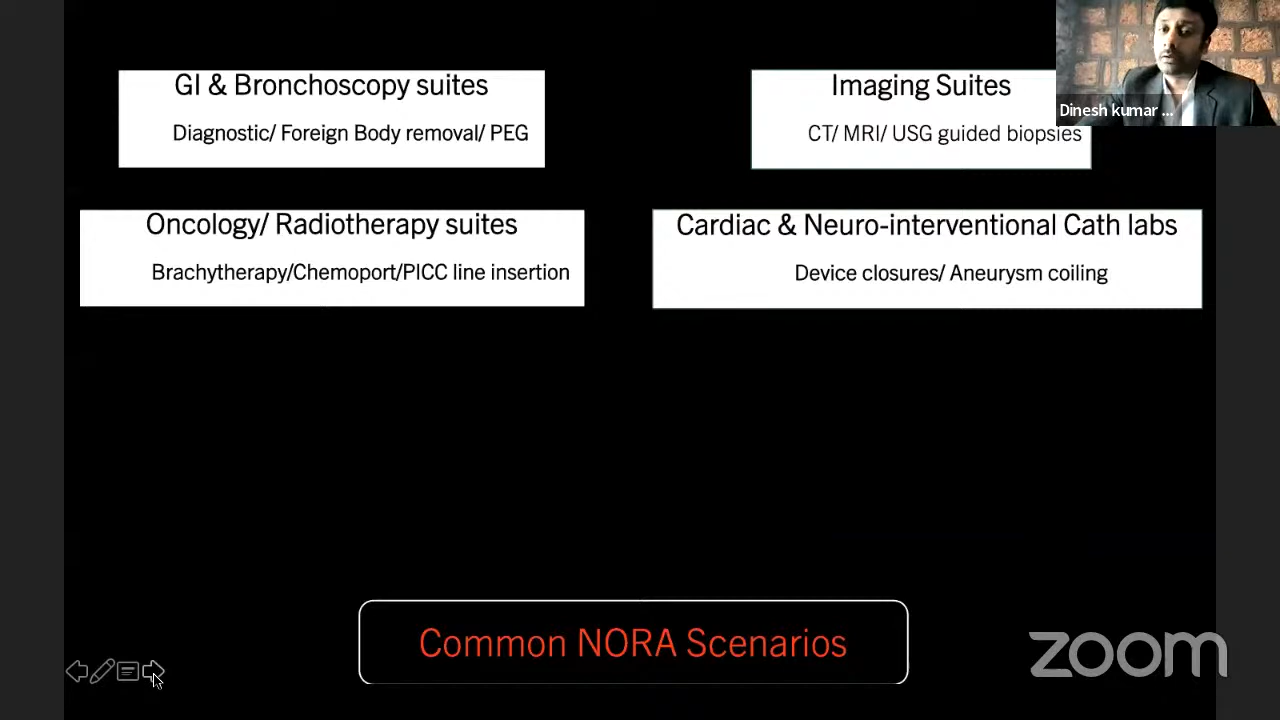 GI & Bronchoscopy suites
Diagnostic/ Foreign Body removal/ PEG
Imaging Suites
CT/ MRI/ USG guided biopsies
Dinesh kumar ...
Oncology/ Radiotherapy suites
Brachytherapy/Chemoport/PICC line insertion
Cardiac & Neuro-interventional Cath labs
Device closures/ Aneurysm coiling
Common NORA Scenarios
zoom